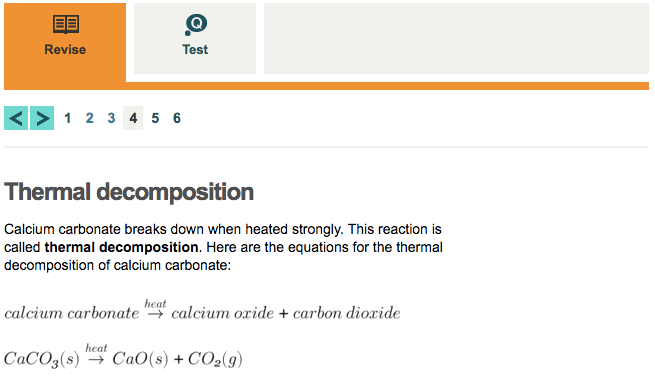 Revise
Test
< > 1 2 3 4 5 6
Thermal decomposition
Calcium carbonate breaks down when heated strongly. This reaction is
called thermal decomposition. Here are the equations for the thermal
decomposition of calcium carbonate:
calcium carbonate \xrightarrow{heat} calcium oxide + carbon dioxide
CaCO₃(s) \xrightarrow{heat} CaO(s) + CO₂(g)